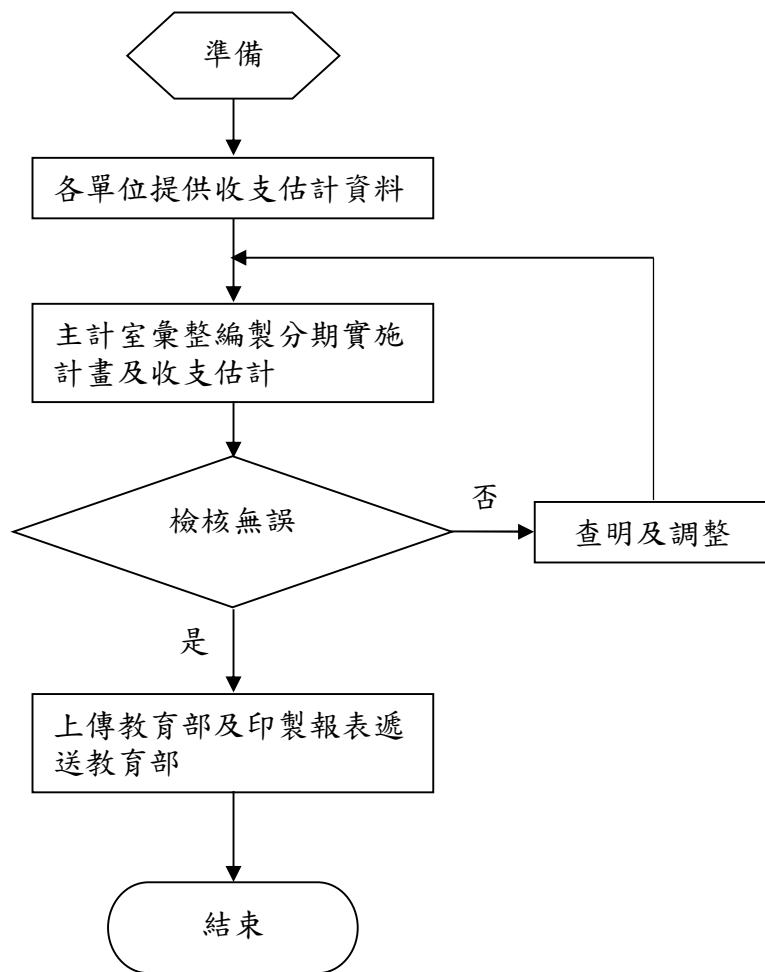 準備
各單位提供收支估計資料
主計室彙整編製分期實施
計畫及收支估計
檢核無誤
否
查明及調整
是
上傳教育部及印製報表遞
送教育部
結束